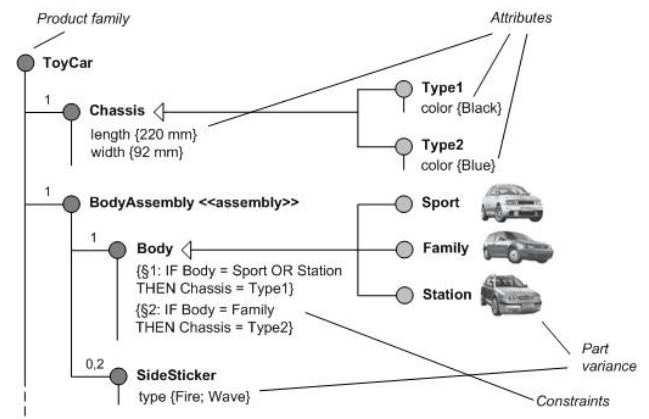 Product family
Attributes
ToyCar
1
Chassis
length {220 mm}
width {92 mm}
Type1
color {Black}
Type2
color {Blue}
1
BodyAssembly <<assembly>>
Sport
1
Body
Family
{§1: IF Body = Sport OR Station
THEN Chassis = Type1}
Station
{§2: IF Body = Family
THEN Chassis = Type2}
Part
variance
0,2
SideSticker
type {Fire; Wave}
Constraints